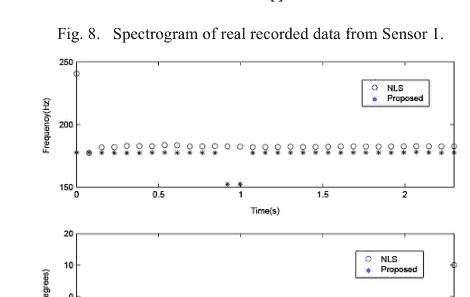 Fig. 8. Spectrogram of real recorded data from Sensor 1.
250
NLS
Proposed
Frequency(Hz)
200
150
0
0.5
1
1.5
2
Time(s)
20
NLS
10
Proposed
egrees)
0